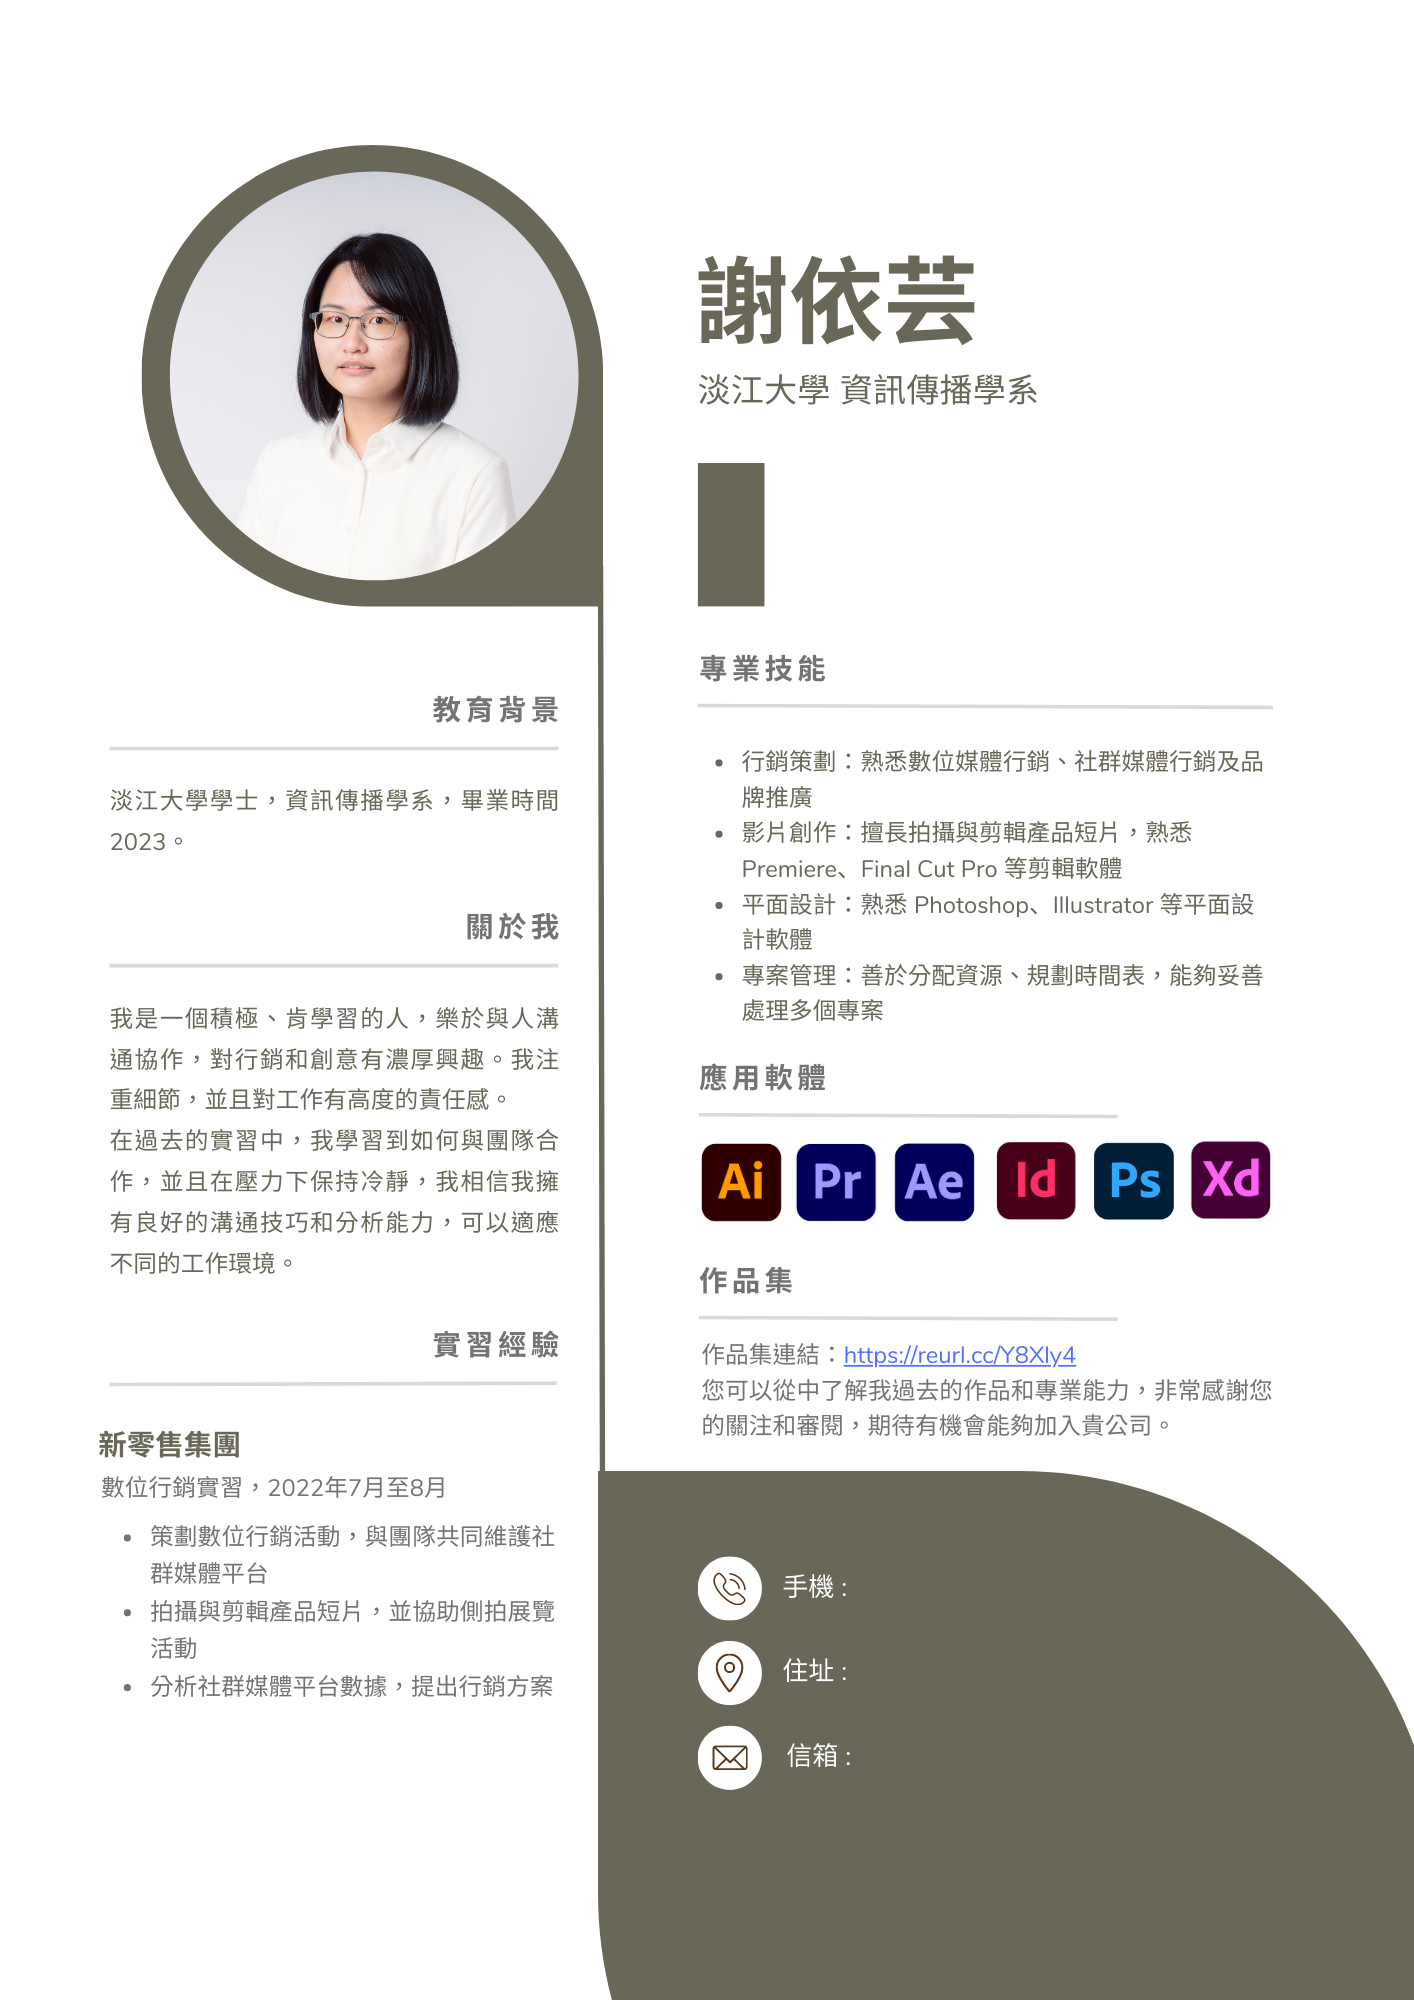 謝依芸
淡江大學 資訊傳播學系
教育背景
淡江大學學士，資訊傳播學系，畢業時間
2023。
關於我
我是一個積極、肯學習的人，樂於與人溝
通協作，對行銷和創意有濃厚興趣。我注
重細節，並且對工作有高度的責任感。
在過去的實習中，我學習到如何與團隊合
作，並且在壓力下保持冷靜，我相信我擁
有良好的溝通技巧和分析能力，可以適應
不同的工作環境。
實習經驗
新零售集團
數位行銷實習，2022年7月至8月
• 策劃數位行銷活動，與團隊共同維護社
群媒體平台
• 拍攝與剪輯產品短片，並協助側拍展覽
活動
• 分析社群媒體平台數據，提出行銷方案
專業技能
• 行銷策劃：熟悉數位媒體行銷、社群媒體行銷及品
牌推廣
• 影片創作：擅長拍攝與剪輯產品短片，熟悉
Premiere、Final Cut Pro 等剪輯軟體
• 平面設計：熟悉 Photoshop、Illustrator 等平面設
計軟體
• 專案管理：善於分配資源、規劃時間表，能夠妥善
處理多個專案
應用軟體
Ai Pr Ae Id Ps Xd
作品集
作品集連結：https://reurl.cc/Y8Xly4
您可以從中了解我過去的作品和專業能力，非常感謝您
的關注和審閱，期待有機會能夠加入貴公司。
手機 :
住址 :
信箱 :